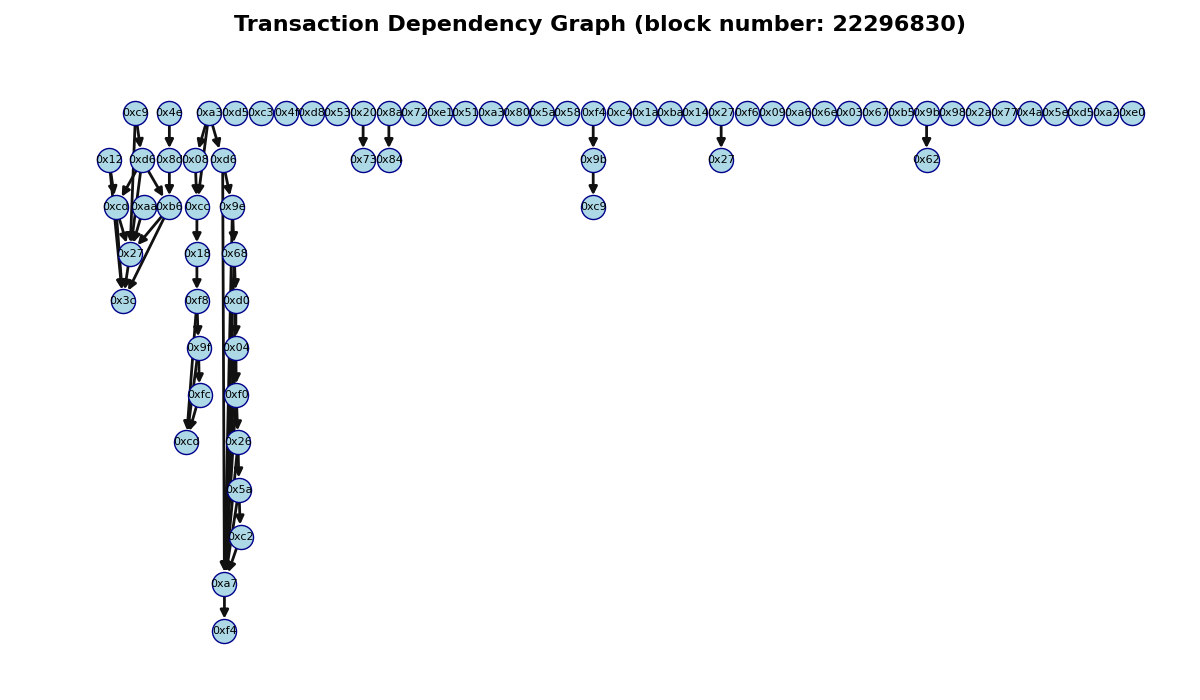 Transaction Dependency Graph (block number: 22296830)
0xc9 0x4e 0xa3 0xd5 0xc3 0x4f 0xd8 0x53 0x20 0x8a 0x72 0xe1 0x51 0xa3 0x80 0x5a 0x58 0xf4 0xc4 0x1a 0xba 0x14 0x27 0xf6 0x09 0xa6 0x6e 0x03 0x67 0xb5 0x9b 0x98 0x2a 0x77 0x4a 0x5e 0xd5 0xa2 0xe0
0x12 0xd6 0x8d 0x08 0xd6 0x73 0x84 0x9b 0x27 0x62
0xaa 0xb6 0xcc 0x9e 0xc9
0x27 0x18 0x68
0x3c 0xf8 0xd0
0x9f 0x04
0xfc 0xf0
0x26
0x5a
0xc2
0xa7
0xf4